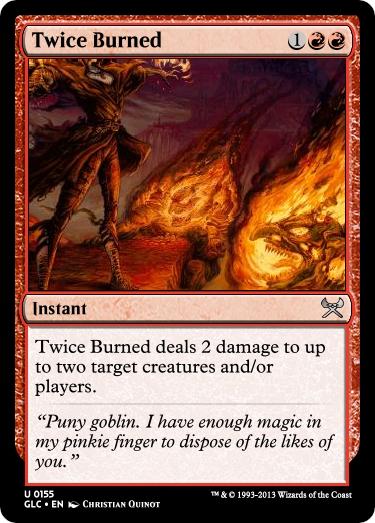 Twice Burned 1
Instant
Twice Burned deals 2 damage to up
to two target creatures and/or
players.
“Puny goblin. I have enough magic in
my pinkie finger to dispose of the likes of
you.”
U 0155
GLC • EN Christian Quinot ™ & © 1993-2013 Wizards of the Coast